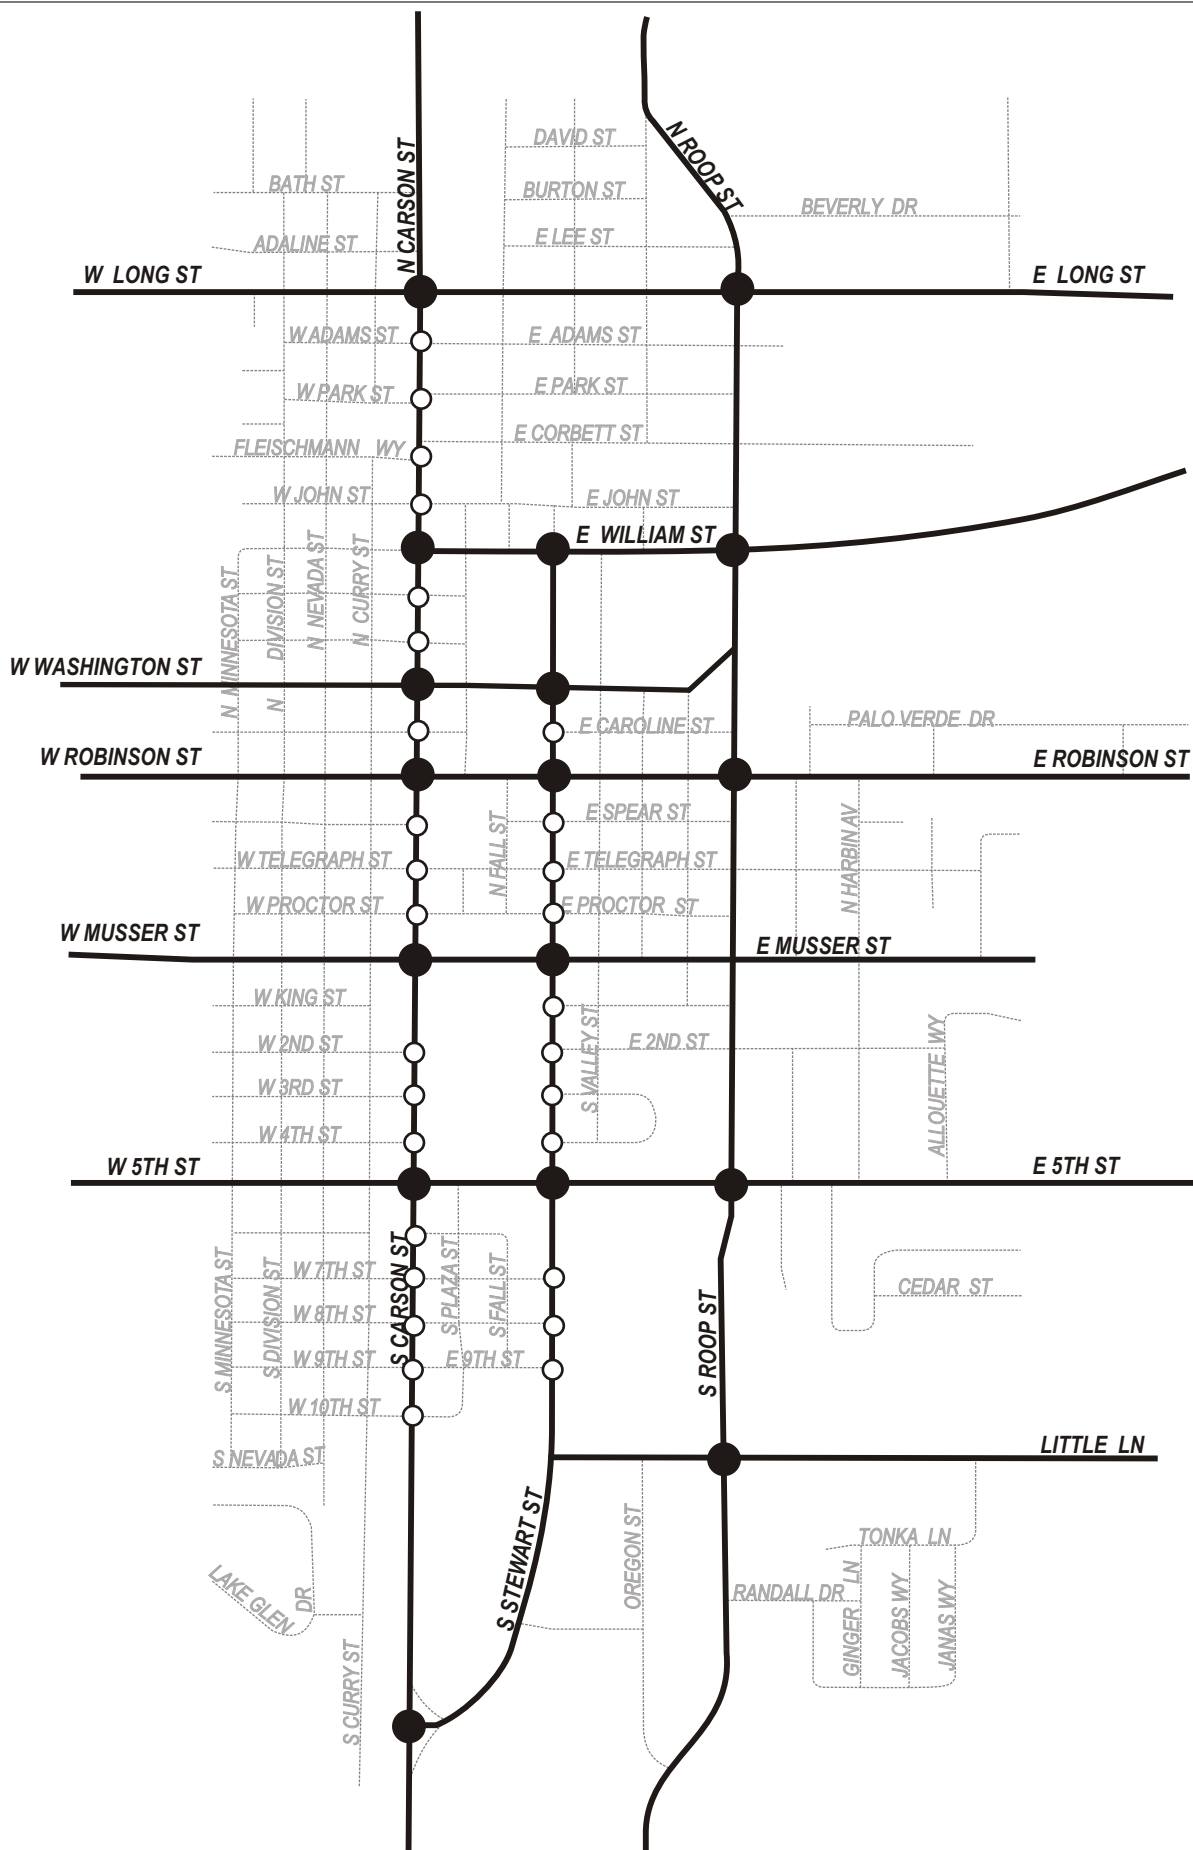 DAVID ST
N CARSON ST
N ROOP ST
BATH ST
BURTON ST
BEVERLY DR
ADALINE ST
E LEE ST
W LONG ST
E LONG ST
W ADAMS ST
E ADAMS ST
W PARK ST
E PARK ST
E CORBETT ST
FLEISCHMANN WY
W JOHN ST
E JOHN ST
E WILLIAM ST
N MINNESOTA ST
N DIVISION ST
N NEVADA ST
N CURRY ST
W WASHINGTON ST
E CAROLINE ST
PALO VERDE DR
W ROBINSON ST
E ROBINSON ST
E SPEAR ST
N FALL ST
N HARBIN AV
W TELEGRAPH ST
E TELEGRAPH ST
W PROCTOR ST
E PROCTOR ST
W MUSSER ST
E MUSSER ST
W KING ST
W 2ND ST
E 2ND ST
S VALLEY ST
ALLOUETTE WY
W 3RD ST
W 4TH ST
W 5TH ST
E 5TH ST
S MINNESOTA ST
S DIVISION ST
S CARSON ST
S PLAZA ST
S FALL ST
W 7TH ST
CEDAR ST
W 8TH ST
S ROOP ST
W 9TH ST
E 9TH ST
W 10TH ST
S NEVADA ST
LITTLE LN
S STEWART ST
OREGON ST
TONKA LN
LAKE GLEN DR
RANDALL DR
GINGER LN
JACOBS WY
JANAS WY
S CURRY ST